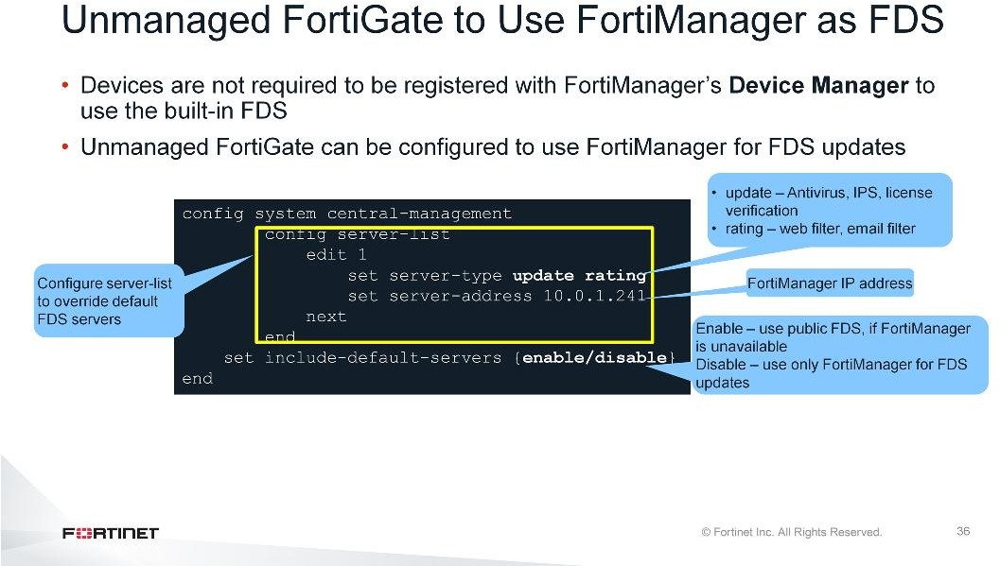 Unmanaged FortiGate to Use FortiManager as FDS
• Devices are not required to be registered with FortiManager’s Device Manager to
use the built-in FDS
• Unmanaged FortiGate can be configured to use FortiManager for FDS updates
config system central-management
config server-list
edit 1
set server-type update rating
set server-address 10.0.1.241
next
end
set include-default-servers {enable/disable}
end
Configure server-list
to override default
FDS servers
• update – Antivirus, IPS, license
verification
• rating – web filter, email filter
FortiManager IP address
Enable – use public FDS, if FortiManager
is unavailable
Disable – use only FortiManager for FDS
updates
FORTINET
© Fortinet Inc. All Rights Reserved.
36